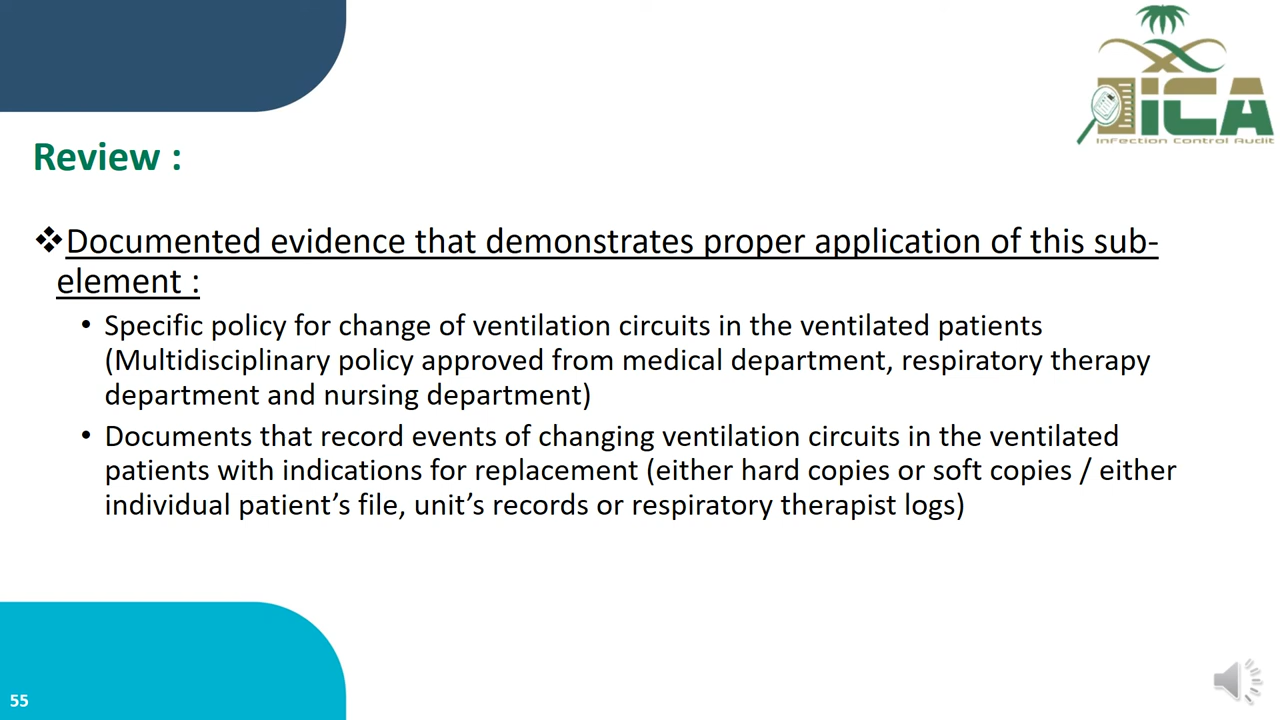 iCA
InFection Control Audit
Review :
❖Documented evidence that demonstrates proper application of this sub-
element :
• Specific policy for change of ventilation circuits in the ventilated patients
(Multidisciplinary policy approved from medical department, respiratory therapy
department and nursing department)
• Documents that record events of changing ventilation circuits in the ventilated
patients with indications for replacement (either hard copies or soft copies / either
individual patient’s file, unit’s records or respiratory therapist logs)
55